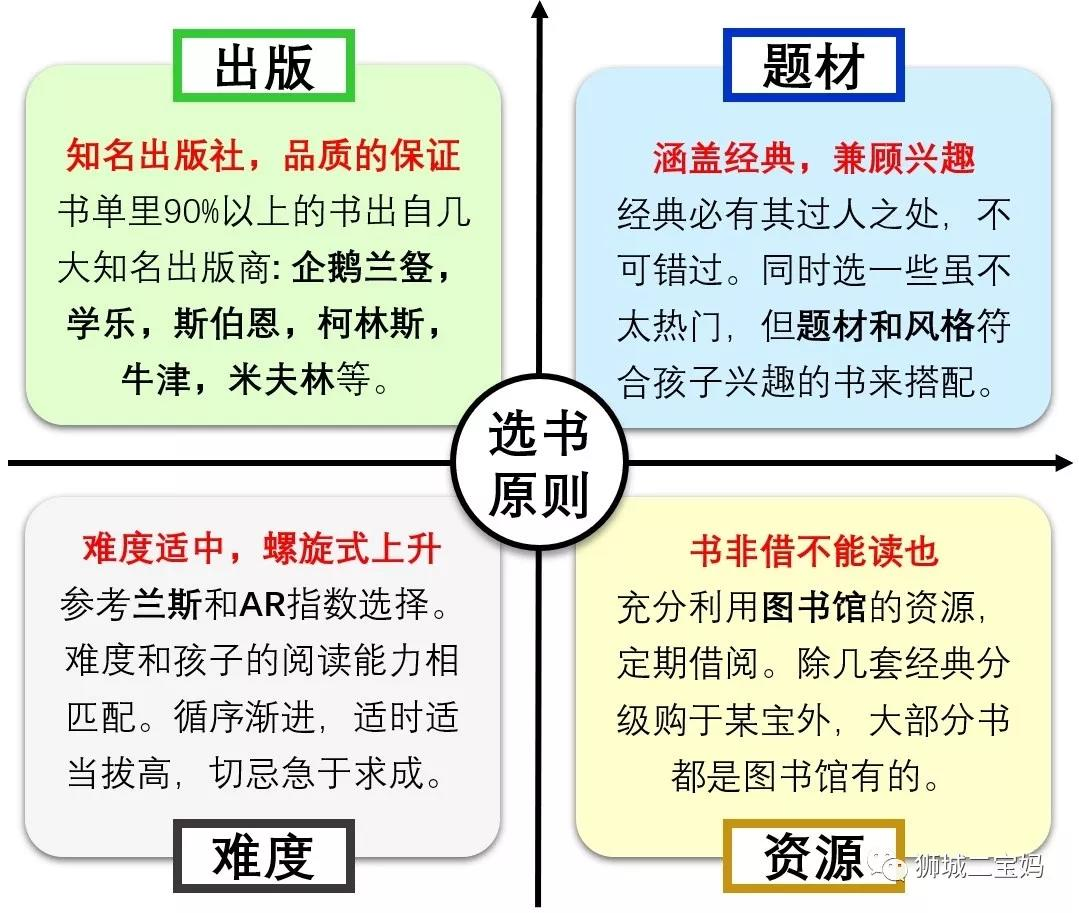 出版
知名出版社，品质的保证
书单里90%以上的书出自几
大知名出版商: 企鹅兰登，
学乐，斯伯恩，柯林斯，
牛津，米夫林等。
题材
涵盖经典，兼顾兴趣
经典必有其过人之处，不
可错过。同时选一些虽不
太热门，但题材和风格符
合孩子兴趣的书来搭配。
选书
原则
难度适中，螺旋式上升
参考兰斯和AR指数选择。
难度和孩子的阅读能力相
匹配。循序渐进，适时适
当拔高，切忌急于求成。
难度
书非借不能读也
充分利用图书馆的资源，
定期借阅。除几套经典分
级购于某宝外，大部分书
都是图书馆有的。
资源
狮城二宝妈